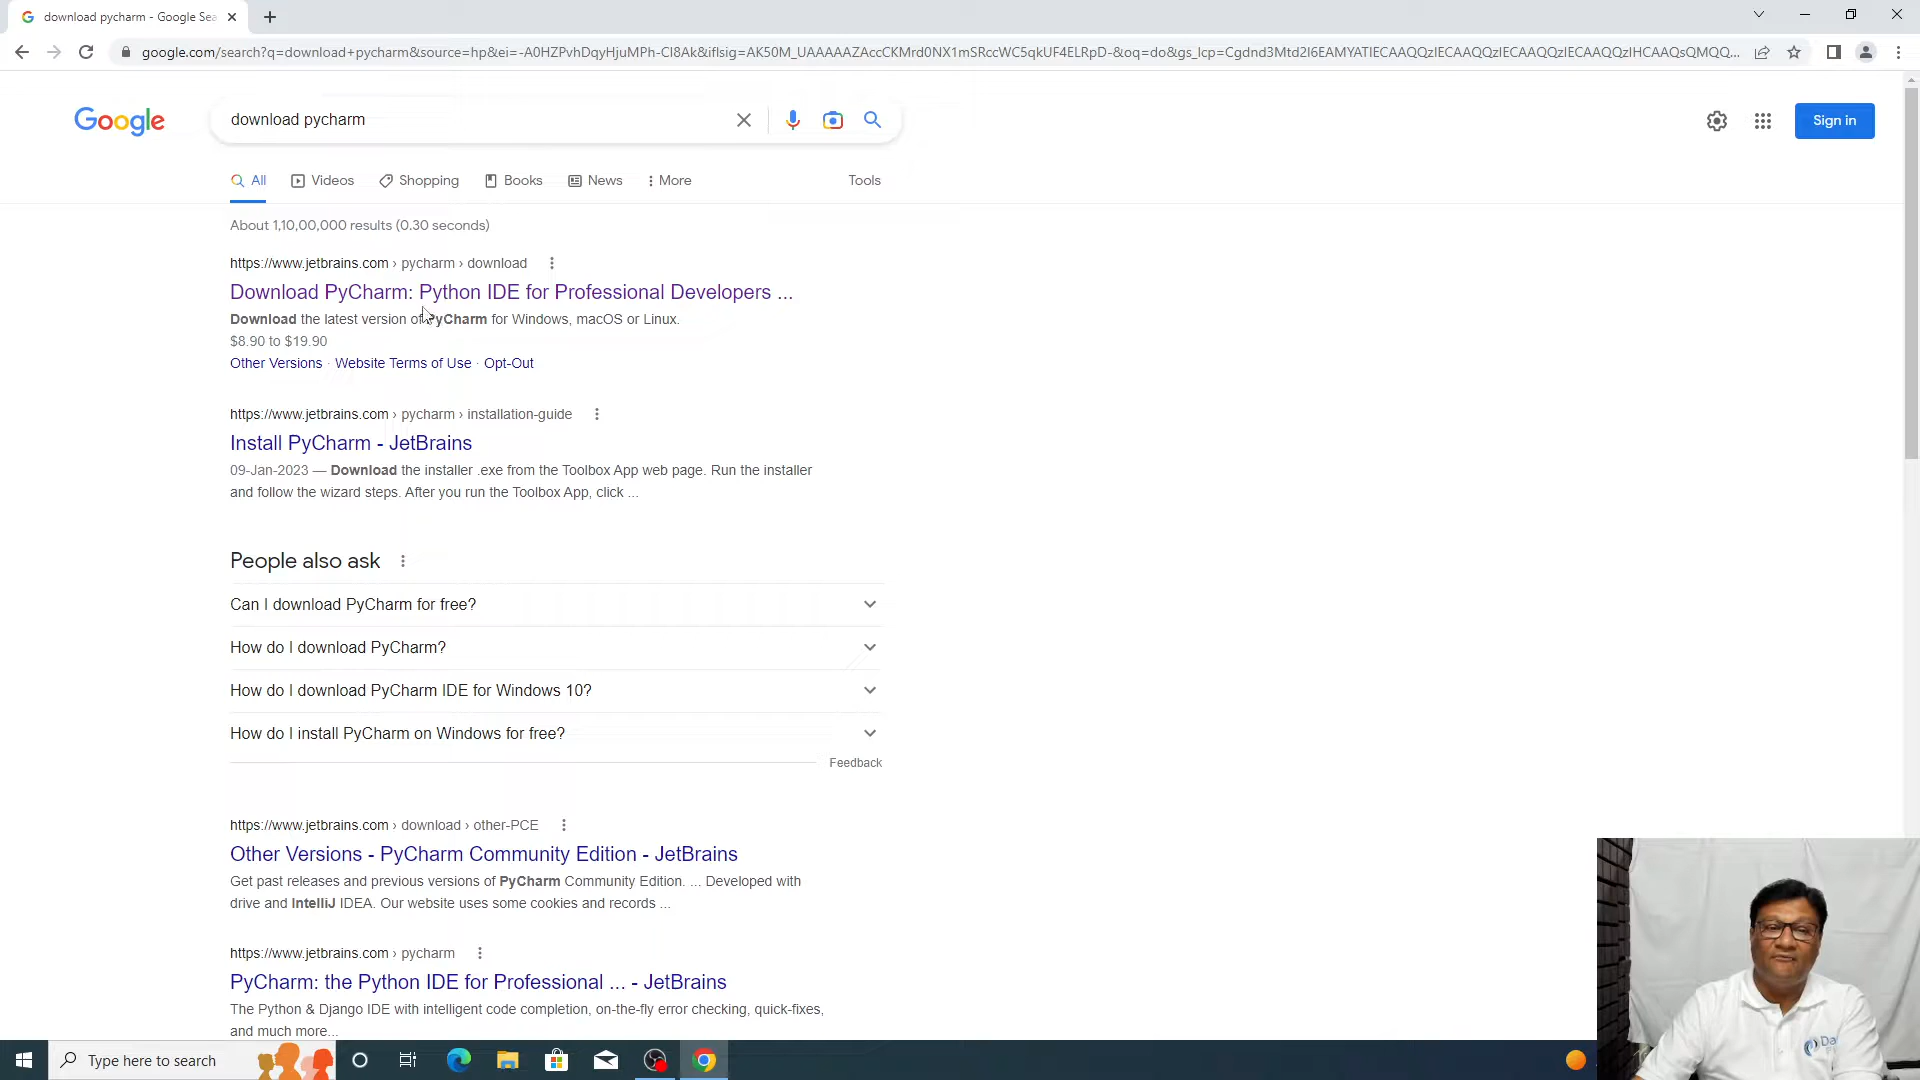 download pycharm - Google Sea
google.com/search?q=download+pycharm&source=hp&ei=-A0HZPvhDqyHjuMPh-CI8Ak&iflsig=AK50M_UAAAAAZAccCKMrd0NX1mSRccWC5qkUF4ELRpD-&oq=do&gs_lcp=Cgdnd3Mtd2l6EAMYATIECAAQQzIECAAQQzIECAAQQzIECAAQQzIHCAAQsQMQQ...
Google
download pycharm
Sign in
All Videos Shopping Books News More Tools
About 1,10,00,000 results (0.30 seconds)
https://www.jetbrains.com › pycharm › download
Download PyCharm: Python IDE for Professional Developers ...
Download the latest version of PyCharm for Windows, macOS or Linux.
$8.90 to $19.90
Other Versions · Website Terms of Use · Opt-Out
https://www.jetbrains.com › pycharm › installation-guide
Install PyCharm - JetBrains
09-Jan-2023 — Download the installer .exe from the Toolbox App web page. Run the installer
and follow the wizard steps. After you run the Toolbox App, click ...
People also ask
Can I download PyCharm for free?
How do I download PyCharm?
How do I download PyCharm IDE for Windows 10?
How do I install PyCharm on Windows for free?
Feedback
https://www.jetbrains.com › download › other-PCE
Other Versions - PyCharm Community Edition - JetBrains
Get past releases and previous versions of PyCharm Community Edition. ... Developed with
drive and IntelliJ IDEA. Our website uses some cookies and records ...
https://www.jetbrains.com › pycharm
PyCharm: the Python IDE for Professional ... - JetBrains
The Python & Django IDE with intelligent code completion, on-the-fly error checking, quick-fixes,
and much more...
Type here to search